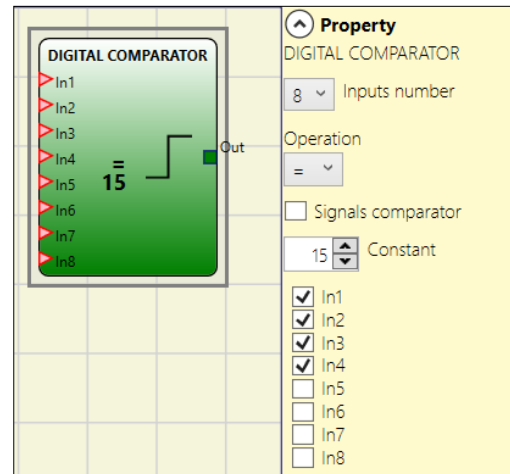 DIGITAL COMPARATOR
In1
In2
In3
In4
In5
In6
In7
In8
=
15
Out
Property
DIGITAL COMPARATOR
8 Inputs number
Operation
=
Signals comparator
15 Constant
In1
In2
In3
In4
In5
In6
In7
In8